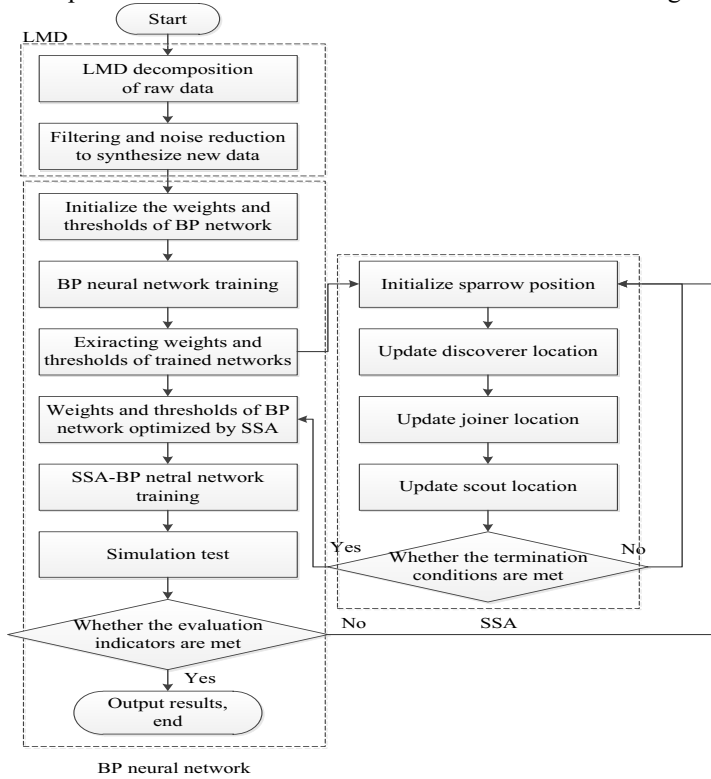 Start
LMD
LMD decomposition
of raw data
Filtering and noise reduction
to synthesize new data
Initialize the weights and
thresholds of BP network
BP neural network training
Exiracting weights and
thresholds of trained networks
Weights and thresholds of BP
network optimized by SSA
SSA-BP netral network
training
Simulation test
Whether the evaluation
indicators are met
Yes
No
Output results,
end
BP neural network
Initialize sparrow position
Update discoverer location
Update joiner location
Update scout location
Whether the termination
conditions are met
Yes
No
SSA